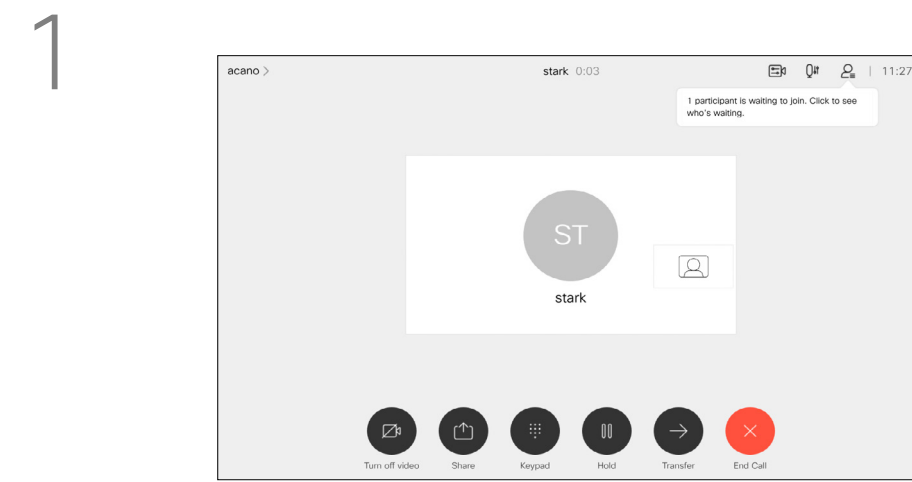 1
acano >
stark 0:03
11:27
1 participant is waiting to join. Click to see
who's waiting.
ST
stark
Turn off video
Share
Keypad
Hold
Transfer
End Call